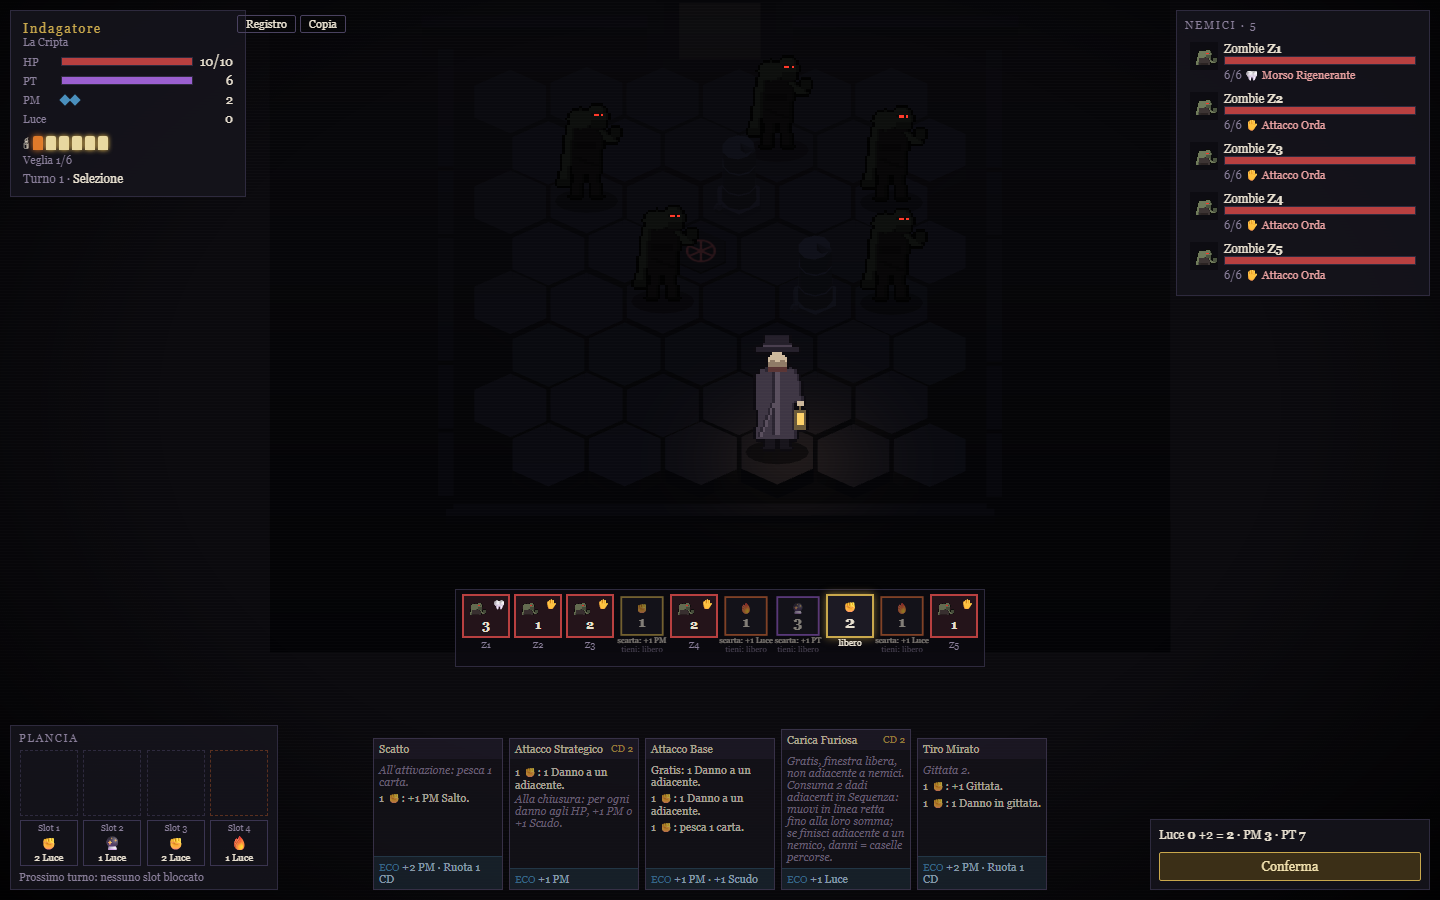 Indagatore
La Cripta
HP 10/10
PT 6
PM 2
Luce 0
Veglia 1/6
Turno 1 · Selezione
Registro
Copia
NEMICI · 5
Zombie Z1
6/6 Morso Rigenerante
Zombie Z2
6/6 Attacco Orda
Zombie Z3
6/6 Attacco Orda
Zombie Z4
6/6 Attacco Orda
Zombie Z5
6/6 Attacco Orda
3 1 2 1 2 1 3 2 1 1
Z1 Z2 Z3 scarta: +1 PM Z4 scarta: +1 Luce scarta: +1 PT libero scarta: +1 Luce Z5
tieni: libero tieni: libero tieni: libero tieni: libero
PLANCIA
Slot 1 Slot 2 Slot 3 Slot 4
2 Luce 1 Luce 2 Luce 1 Luce
Prossimo turno: nessuno slot bloccato
Scatto
All'attivazione: pesca 1
carta.
1 : +1 PM Salto.
ECO +2 PM · Ruota 1
CD
Attacco Strategico CD 2
1 : 1 Danno a un
adiacente.
Alla chiusura: per ogni
danno agli HP, +1 PM o
+1 Scudo.
ECO +1 PM
Attacco Base
Gratis: 1 Danno a un
adiacente.
1 : 1 Danno a un
adiacente.
1 : pesca 1 carta.
ECO +1 PM · +1 Scudo
Carica Furiosa CD 2
Gratis, finestra libera,
non adiacente a nemici.
Consuma 2 dadi
adiacenti in Sequenza:
muovi in linea retta
fino alla loro somma;
se finisci adiacente a un
nemico, danni = caselle
percorse.
ECO +1 Luce
Tiro Mirato
Gittata 2.
1 : +1 Gittata.
1 : 1 Danno in gittata.
ECO +2 PM · Ruota 1
CD
Luce 0 +2 = 2 · PM 3 · PT 7
Conferma